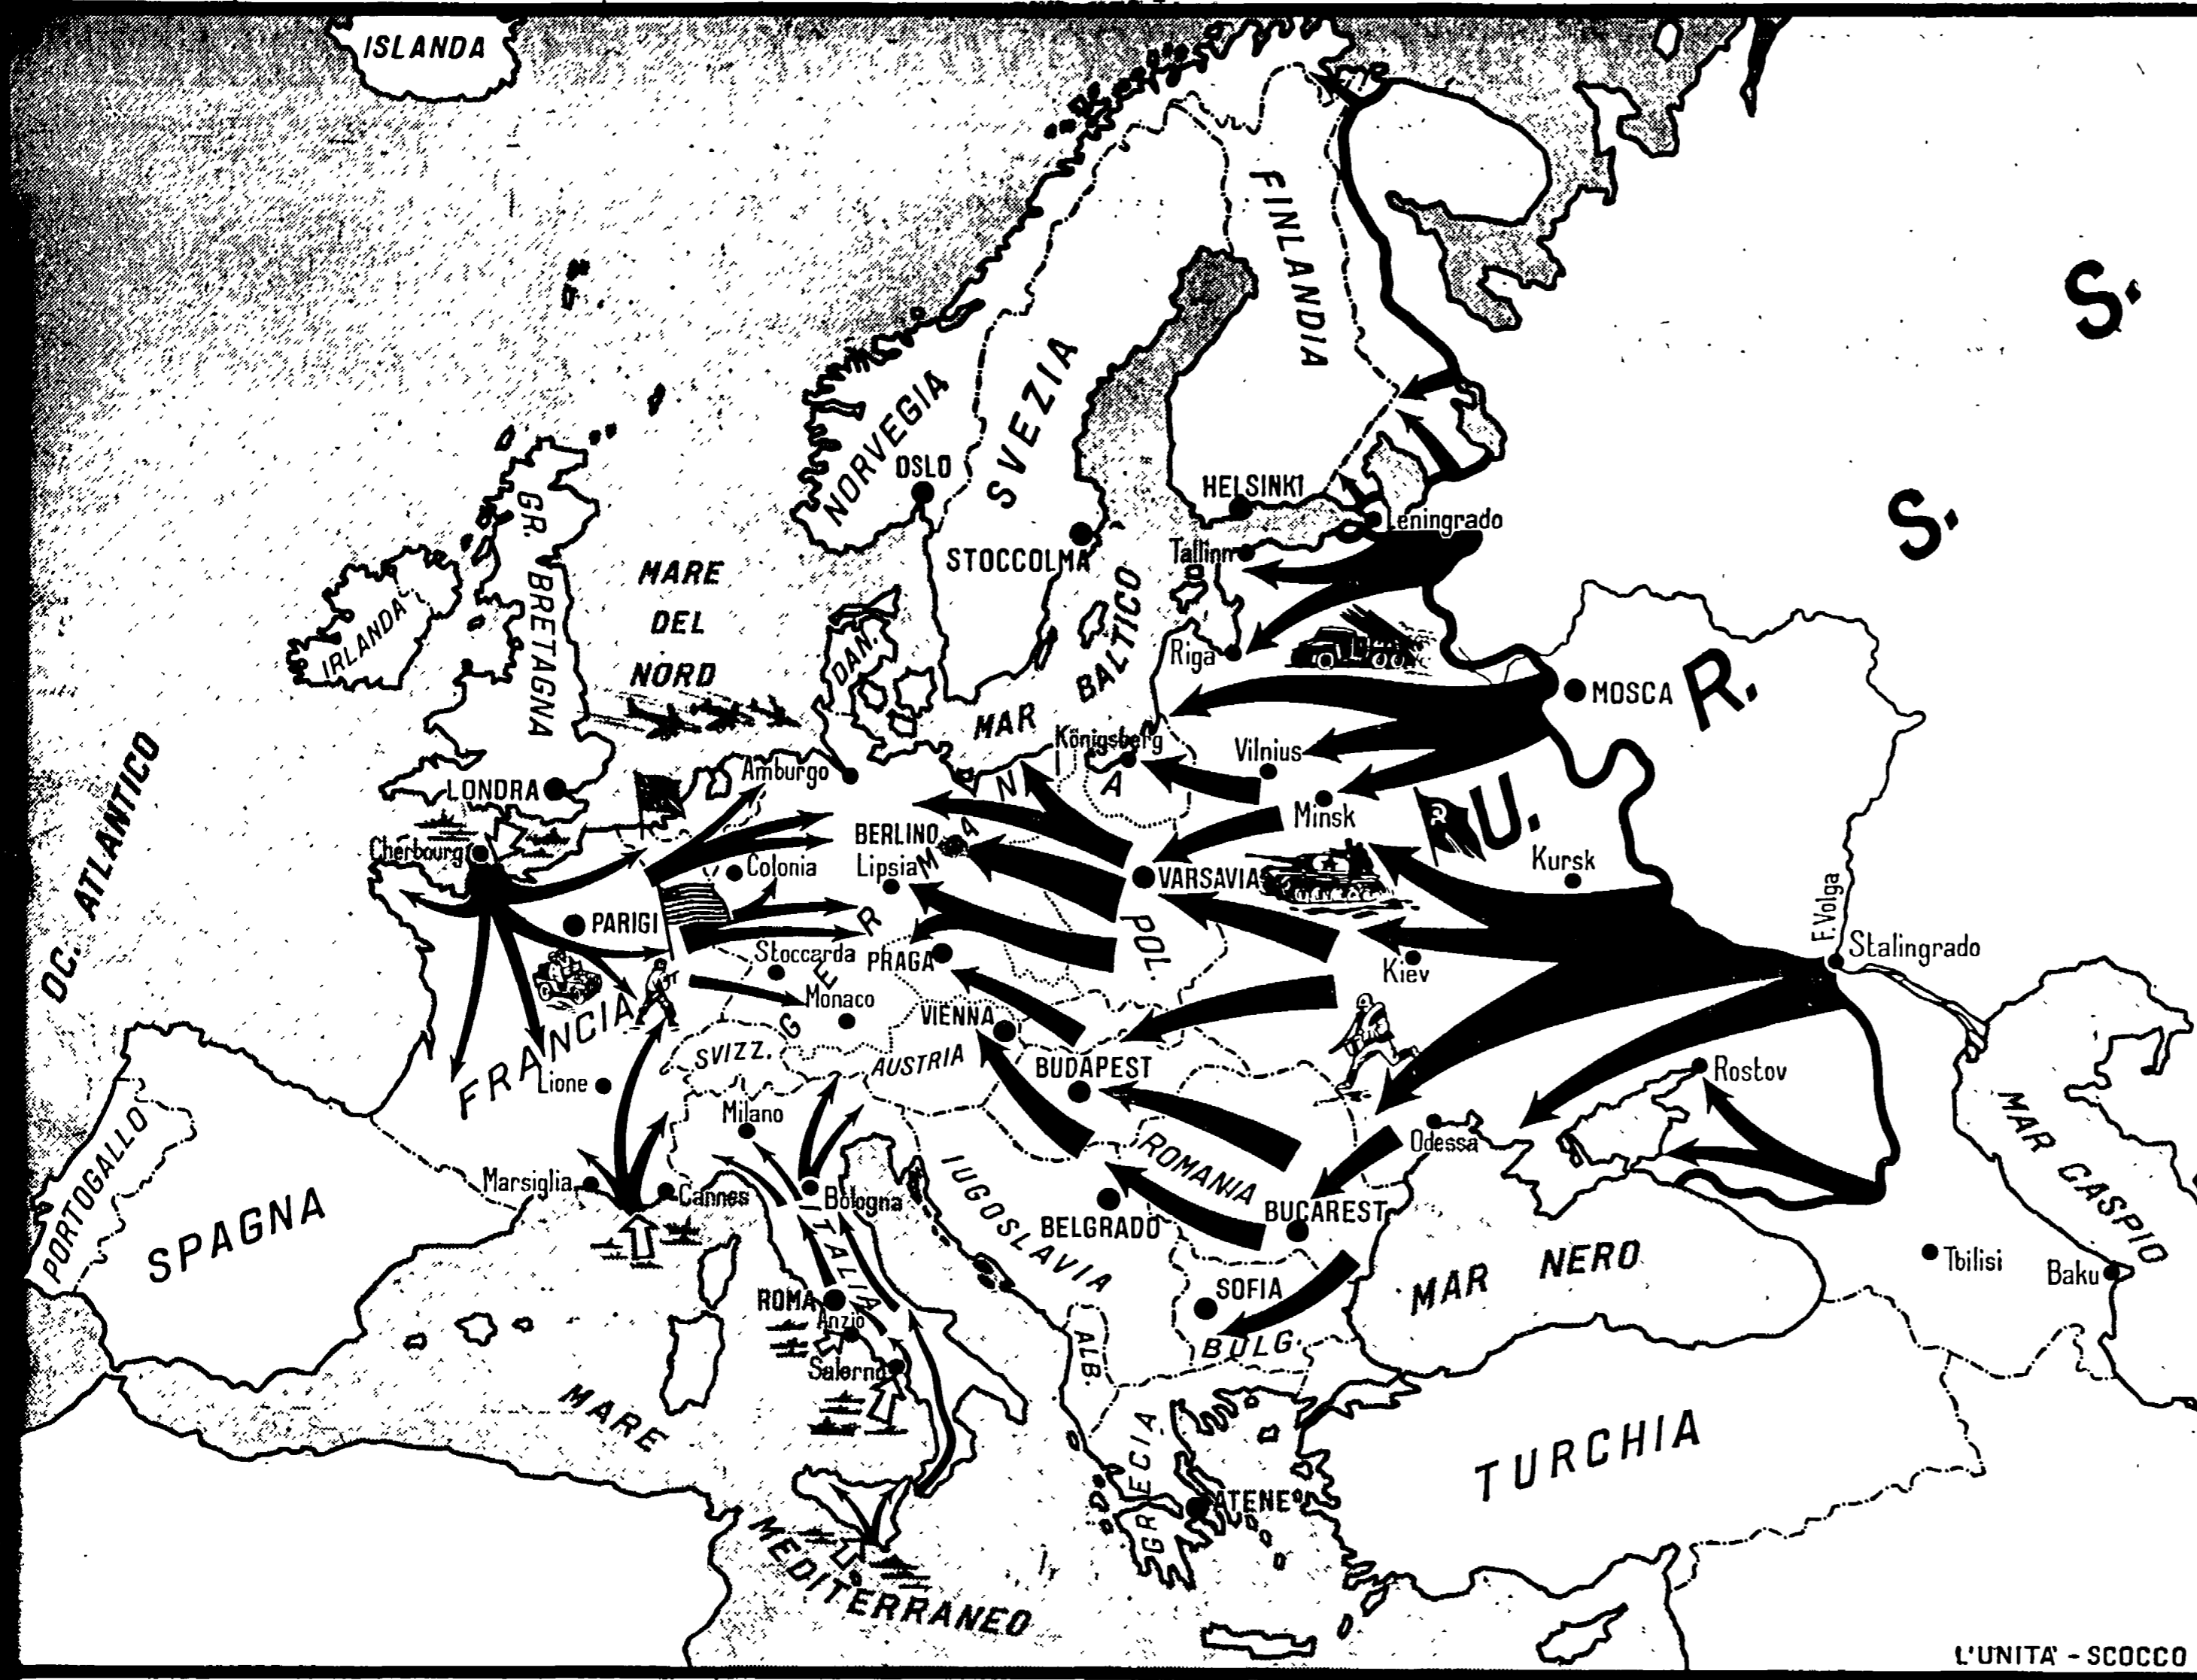 ISLANDA
S.
FINLANDIA
NORVEGIA
SVEZIA
OSLO
HELSINKI
Leningrado
S.
GR. BRETAGNA
STOCCOLMA
Tallinn
MARE
DEL
NORD
IRLANDA
DAN.
Riga
MOSCA
R.
MAR BALTICO
OC. ATLANTICO
Königsberg
Vilnius
Amburgo
LONDRA
Minsk
U.
Cherbourg
BERLINO
Colonia
Lipsia
Kursk
VARSAVIA
GERMANIA
PARIGI
POL.
F. Volga
Stalingrado
Stoccarda
PRAGA
Kiev
Monaco
VIENNA
FRANCIA
SVIZZ.
AUSTRIA
BUDAPEST
Rostov
Lione
Milano
Odessa
PORTOGALLO
SPAGNA
Marsiglia
Cannes
Bologna
ITALIA
IUGOSLAVIA
ROMANIA
BELGRADO
BUCAREST
MAR CASPIO
MAR NERO
Tbilisi
Baku
ROMA
Anzio
SOFIA
BULG.
ALB.
Salerno
MARE
MEDITERRANEO
GRECIA
ATENE
TURCHIA
L'UNITA' - SCOCCO